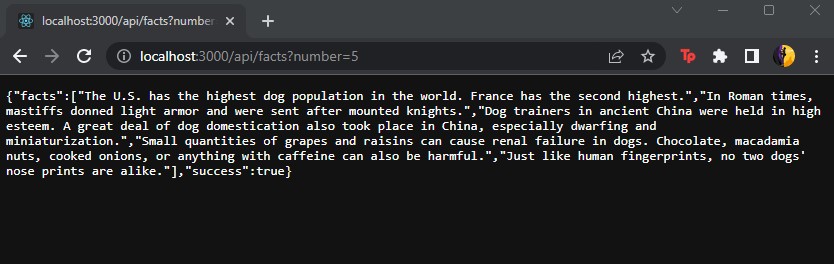 localhost:3000/api/facts?number
localhost:3000/api/facts?number=5
Tp
{"facts":["The U.S. has the highest dog population in the world. France has the second highest.","In Roman times,
mastiffs donned light armor and were sent after mounted knights.","Dog trainers in ancient China were held in high
esteem. A great deal of dog domestication also took place in China, especially dwarfing and
miniaturization.","Small quantities of grapes and raisins can cause renal failure in dogs. Chocolate, macadamia
nuts, cooked onions, or anything with caffeine can also be harmful.","Just like human fingerprints, no two dogs'
nose prints are alike."],"success":true}